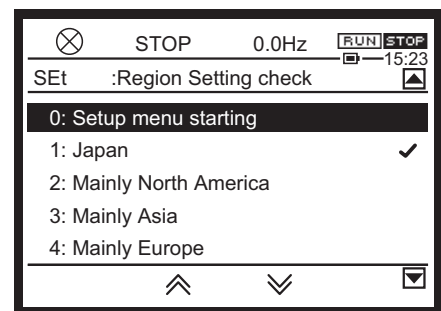 STOP 0.0Hz RUN STOP
15:23
SEt :Region Setting check
0: Setup menu starting
1: Japan
2: Mainly North America
3: Mainly Asia
4: Mainly Europe